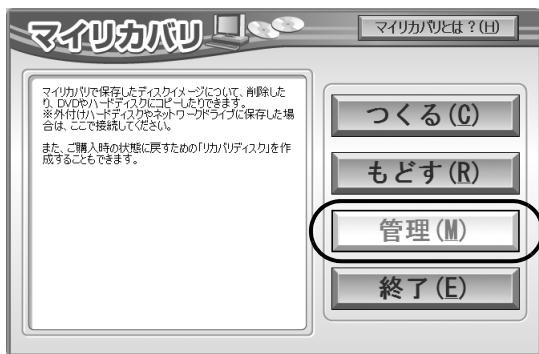 マイリカバリ
マイリカバリとは？(H)
マイリカバリで保存したディスクイメージについて、削除した
り、DVDやハードディスクにコピーしたりできます。
※外付けハードディスクやネットワークドライブに保存した場
合は、ここで接続してください。
また、ご購入時の状態に戻すための「リカバリディスク」を作
成することもできます。
つくる(C)
もどす(R)
管理(M)
終了(E)